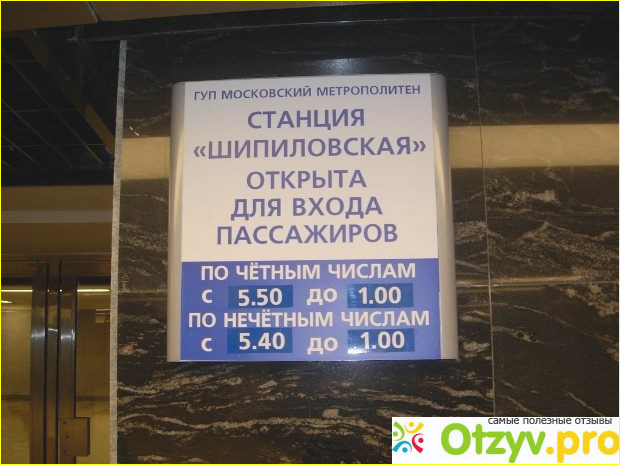 ГУП МОСКОВСКИЙ МЕТРОПОЛИТЕН
СТАНЦИЯ
«ШИПИЛОВСКАЯ»
ОТКРЫТА
ДЛЯ ВХОДА
ПАССАЖИРОВ
ПО ЧЁТНЫМ ЧИСЛАМ
С 5.50 ДО 1.00
ПО НЕЧЁТНЫМ ЧИСЛАМ
С 5.40 ДО 1.00
самые полезные отзывы
Otzyv.pro